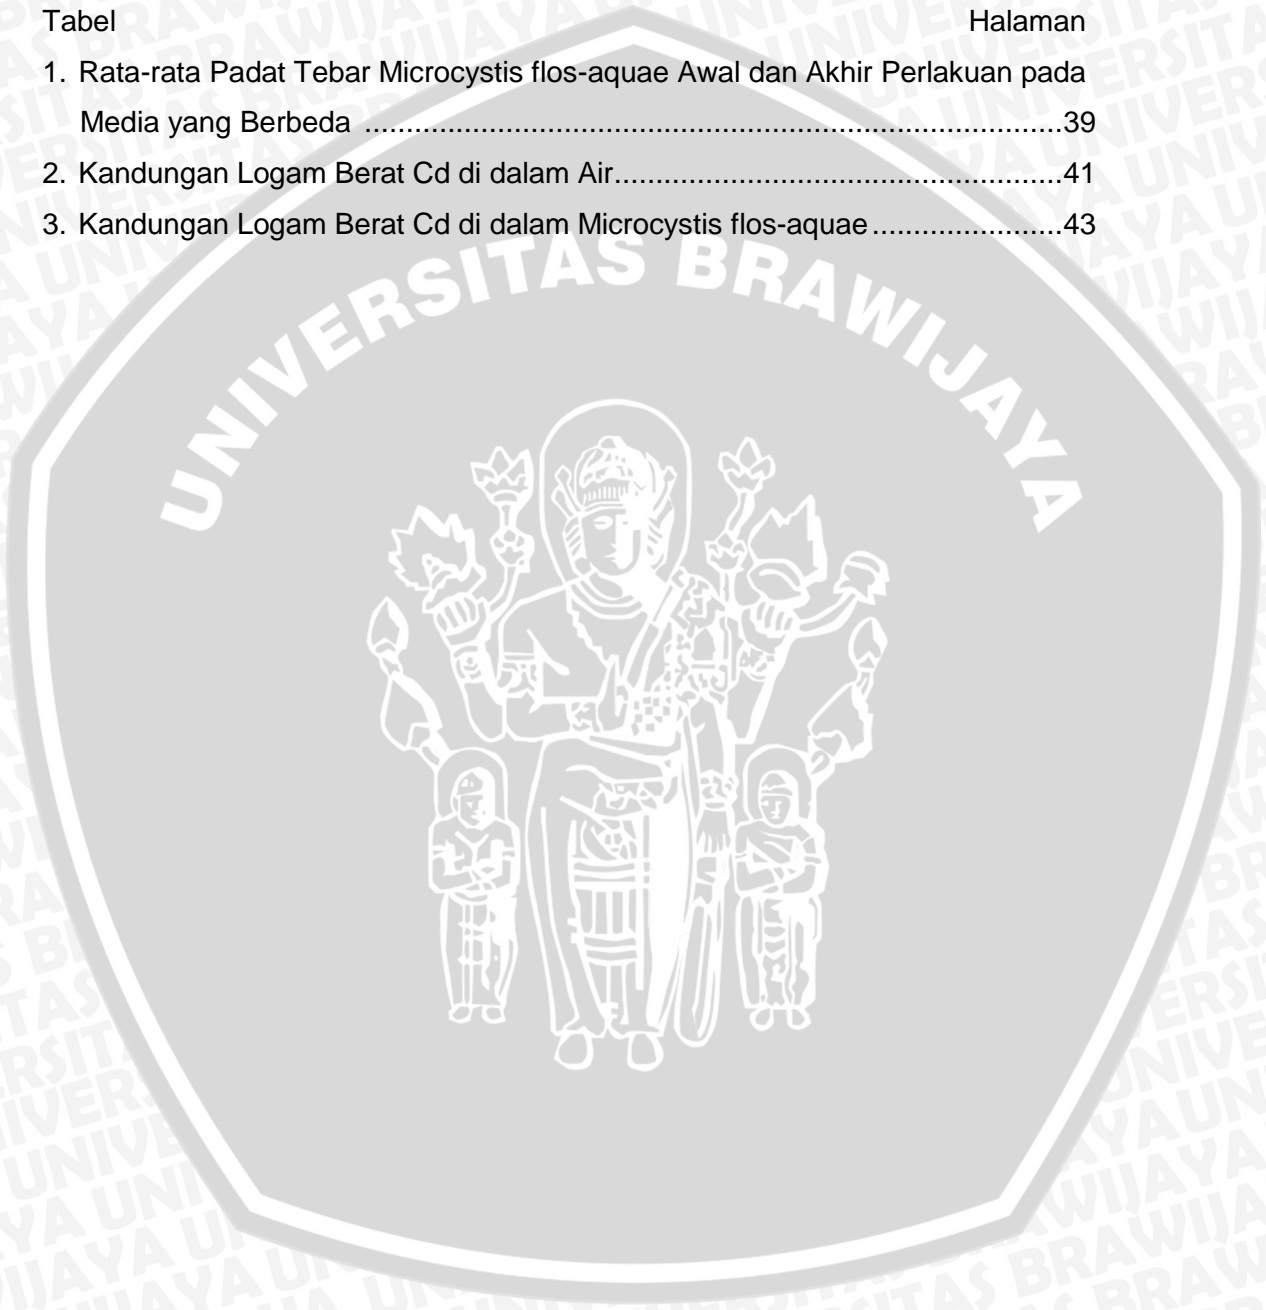 Tabel Halaman
1. Rata-rata Padat Tebar Microcystis flos-aquae Awal dan Akhir Perlakuan pada
Media yang Berbeda ....................................................................................39
2. Kandungan Logam Berat Cd di dalam Air......................................................41
3. Kandungan Logam Berat Cd di dalam Microcystis flos-aquae.......................43
UNIVERSITAS BRAWIJAYA